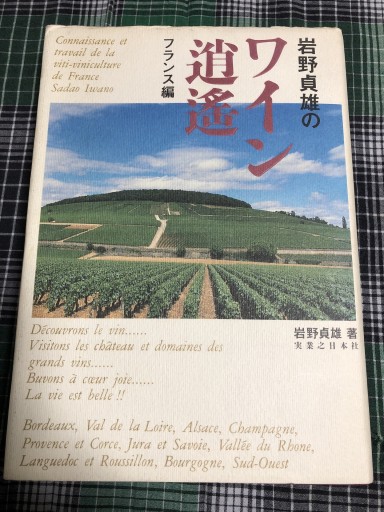 Connaissance et
travail de la
viti-viniculture
de France
Sadao Iwano
岩野貞雄の
ワイン
逍遙
フランス編
Découvrons le vin......
Visitons les château et domaines des
grands vins......
Buvons à cœur joie......
La vie est belle !!
岩野貞雄 著
実業之日本社
Bordeaux, Val de la Loire, Alsace, Champagne,
Provence et Corce, Jura et Savoie, Vallée du Rhone,
Languedoc et Roussillon, Bourgogne, Sud-Ouest